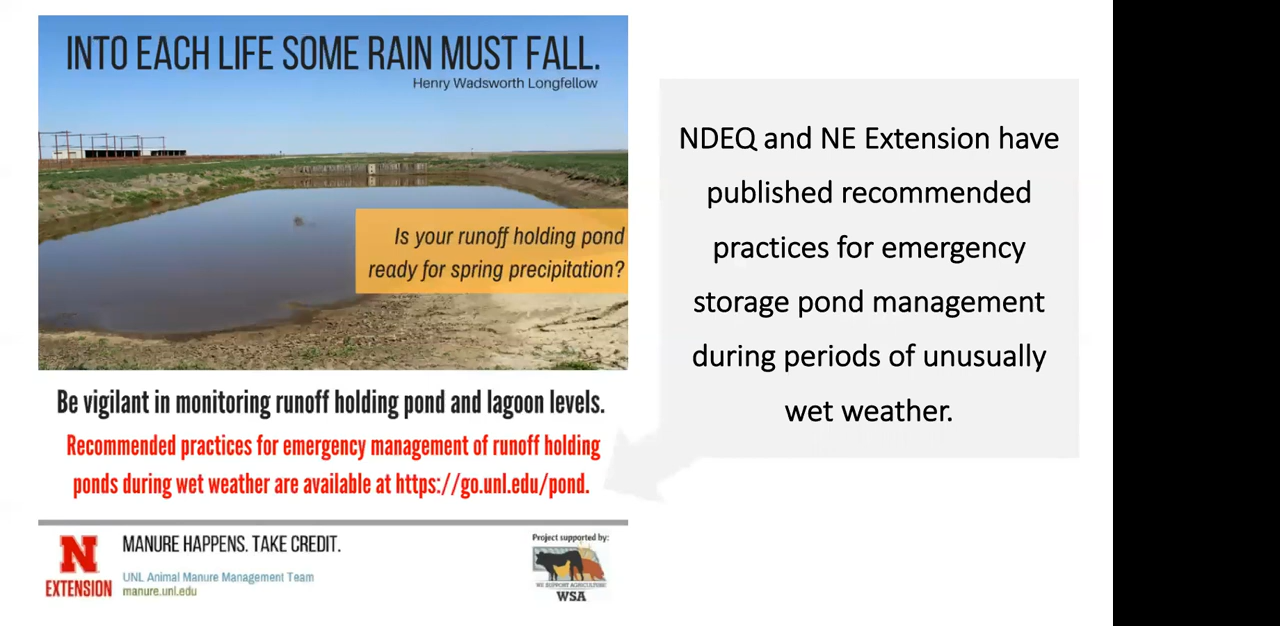 INTO EACH LIFE SOME RAIN MUST FALL.
Henry Wadsworth Longfellow
Is your runoff holding pond
ready for spring precipitation?
Be vigilant in monitoring runoff holding pond and lagoon levels.
Recommended practices for emergency management of runoff holding
ponds during wet weather are available at https://go.unl.edu/pond.
N
EXTENSION
MANURE HAPPENS. TAKE CREDIT.
UNL Animal Manure Management Team
manure.unl.edu
Project supported by:
WE SUPPORT AGRICULTURE
WSA
NDEQ and NE Extension have
published recommended
practices for emergency
storage pond management
during periods of unusually
wet weather.